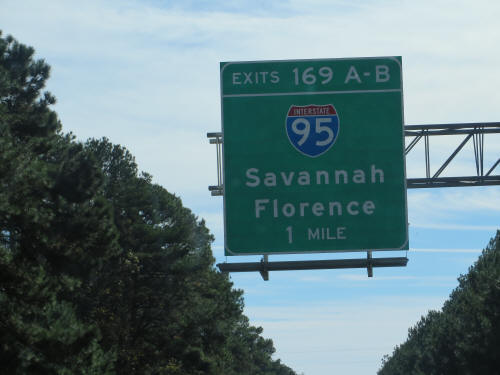 EXITS 169 A-B
INTERSTATE
95
Savannah
Florence
1 MILE